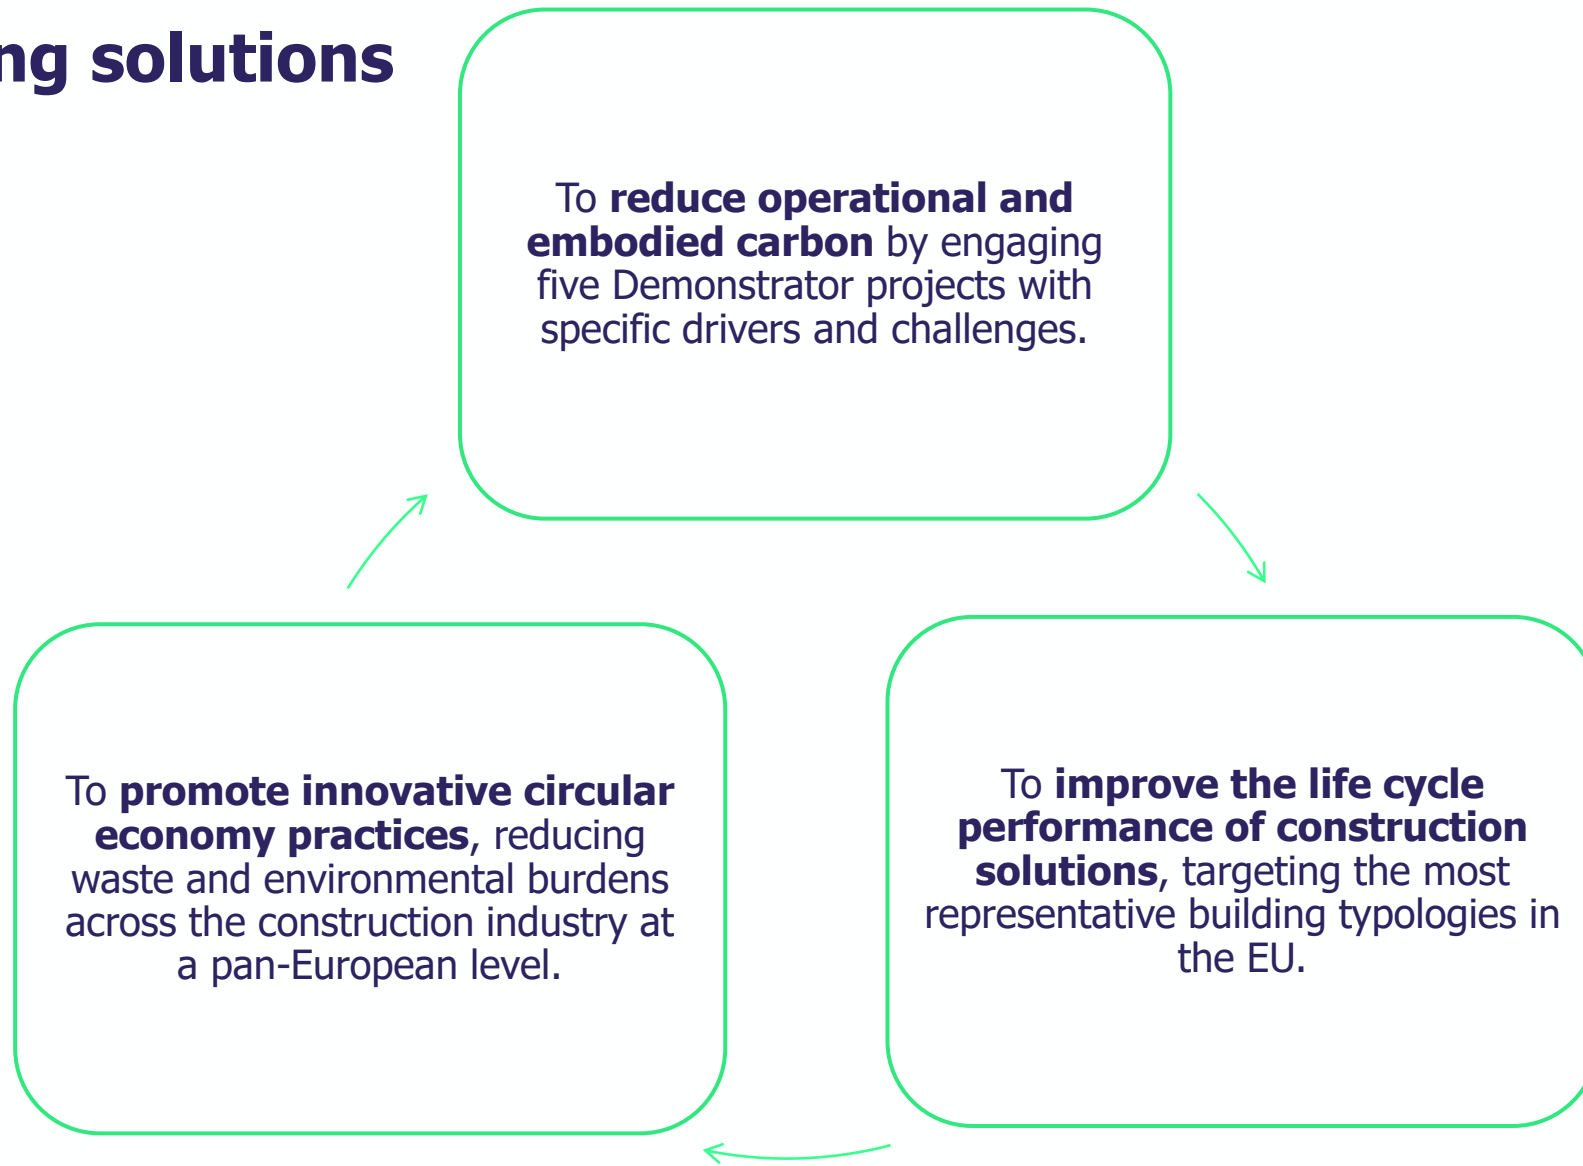 ng solutions
To reduce operational and
embodied carbon by engaging
five Demonstrator projects with
specific drivers and challenges.
To promote innovative circular
economy practices, reducing
waste and environmental burdens
across the construction industry at
a pan-European level.
To improve the life cycle
performance of construction
solutions, targeting the most
representative building typologies in
the EU.